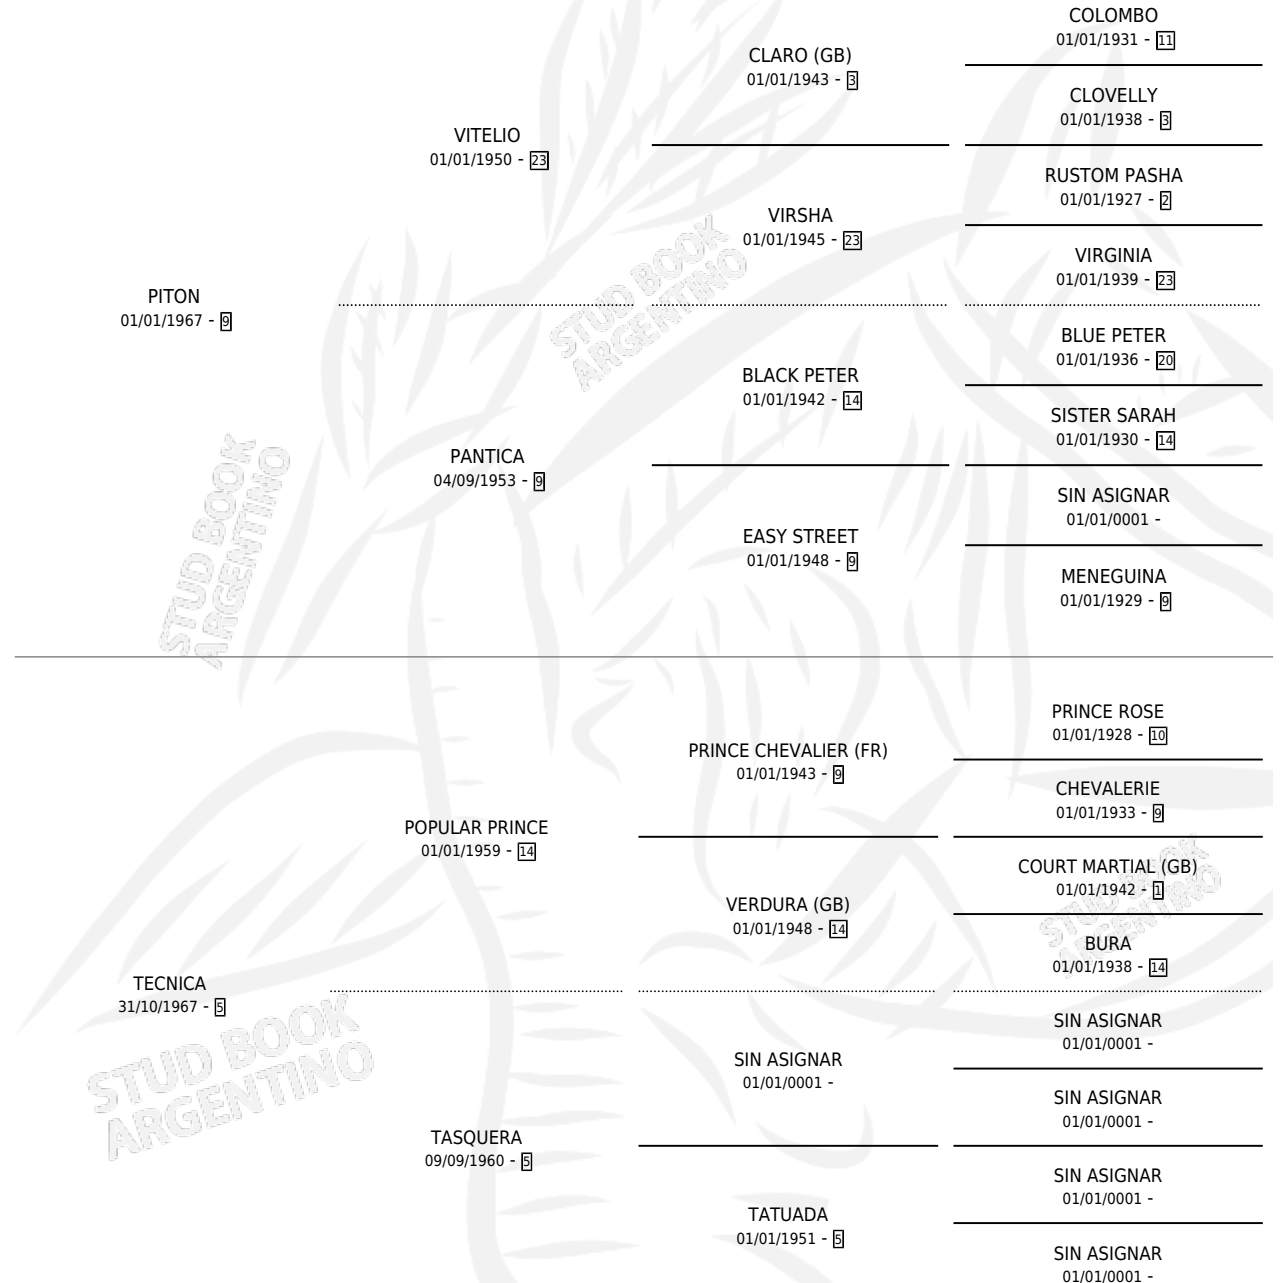 COLOMBO
01/01/1931 - 11
CLARO (GB)
01/01/1943 - 3
CLOVELLY
01/01/1938 - 3
VITELIO
01/01/1950 - 23
RUSTOM PASHA
01/01/1927 - 2
VIRSHA
01/01/1945 - 23
VIRGINIA
01/01/1939 - 23
PITON
01/01/1967 - 9
BLUE PETER
01/01/1936 - 20
BLACK PETER
01/01/1942 - 14
SISTER SARAH
01/01/1930 - 14
PANTICA
04/09/1953 - 9
SIN ASIGNAR
01/01/0001 -
EASY STREET
01/01/1948 - 9
MENEGUINA
01/01/1929 - 9
PRINCE ROSE
01/01/1928 - 10
PRINCE CHEVALIER (FR)
01/01/1943 - 9
CHEVALERIE
01/01/1933 - 9
POPULAR PRINCE
01/01/1959 - 14
COURT MARTIAL (GB)
01/01/1942 - 1
VERDURA (GB)
01/01/1948 - 14
BURA
01/01/1938 - 14
TECNICA
31/10/1967 - 5
SIN ASIGNAR
01/01/0001 -
SIN ASIGNAR
01/01/0001 -
SIN ASIGNAR
01/01/0001 -
TASQUERA
09/09/1960 - 5
SIN ASIGNAR
01/01/0001 -
TATUADA
01/01/1951 - 5
SIN ASIGNAR
01/01/0001 -
STUD BOOK
ARGENTINO
STUD BOOK
ARGENTINO
STUD BOOK
ARGENTINO
STUD BOOK
ARGENTINO